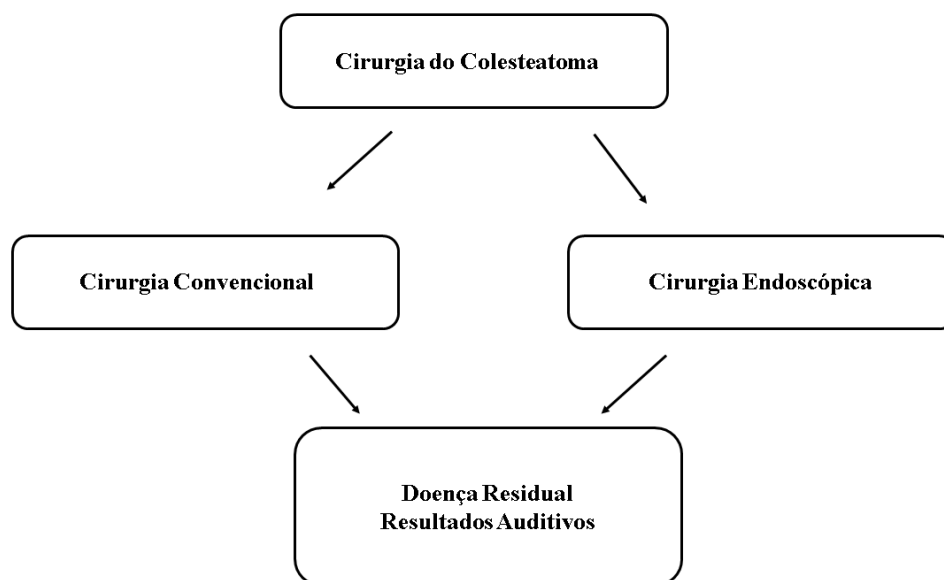 Cirurgia do Colesteatoma
Cirurgia Convencional
Cirurgia Endoscópica
Doença Residual
Resultados Auditivos